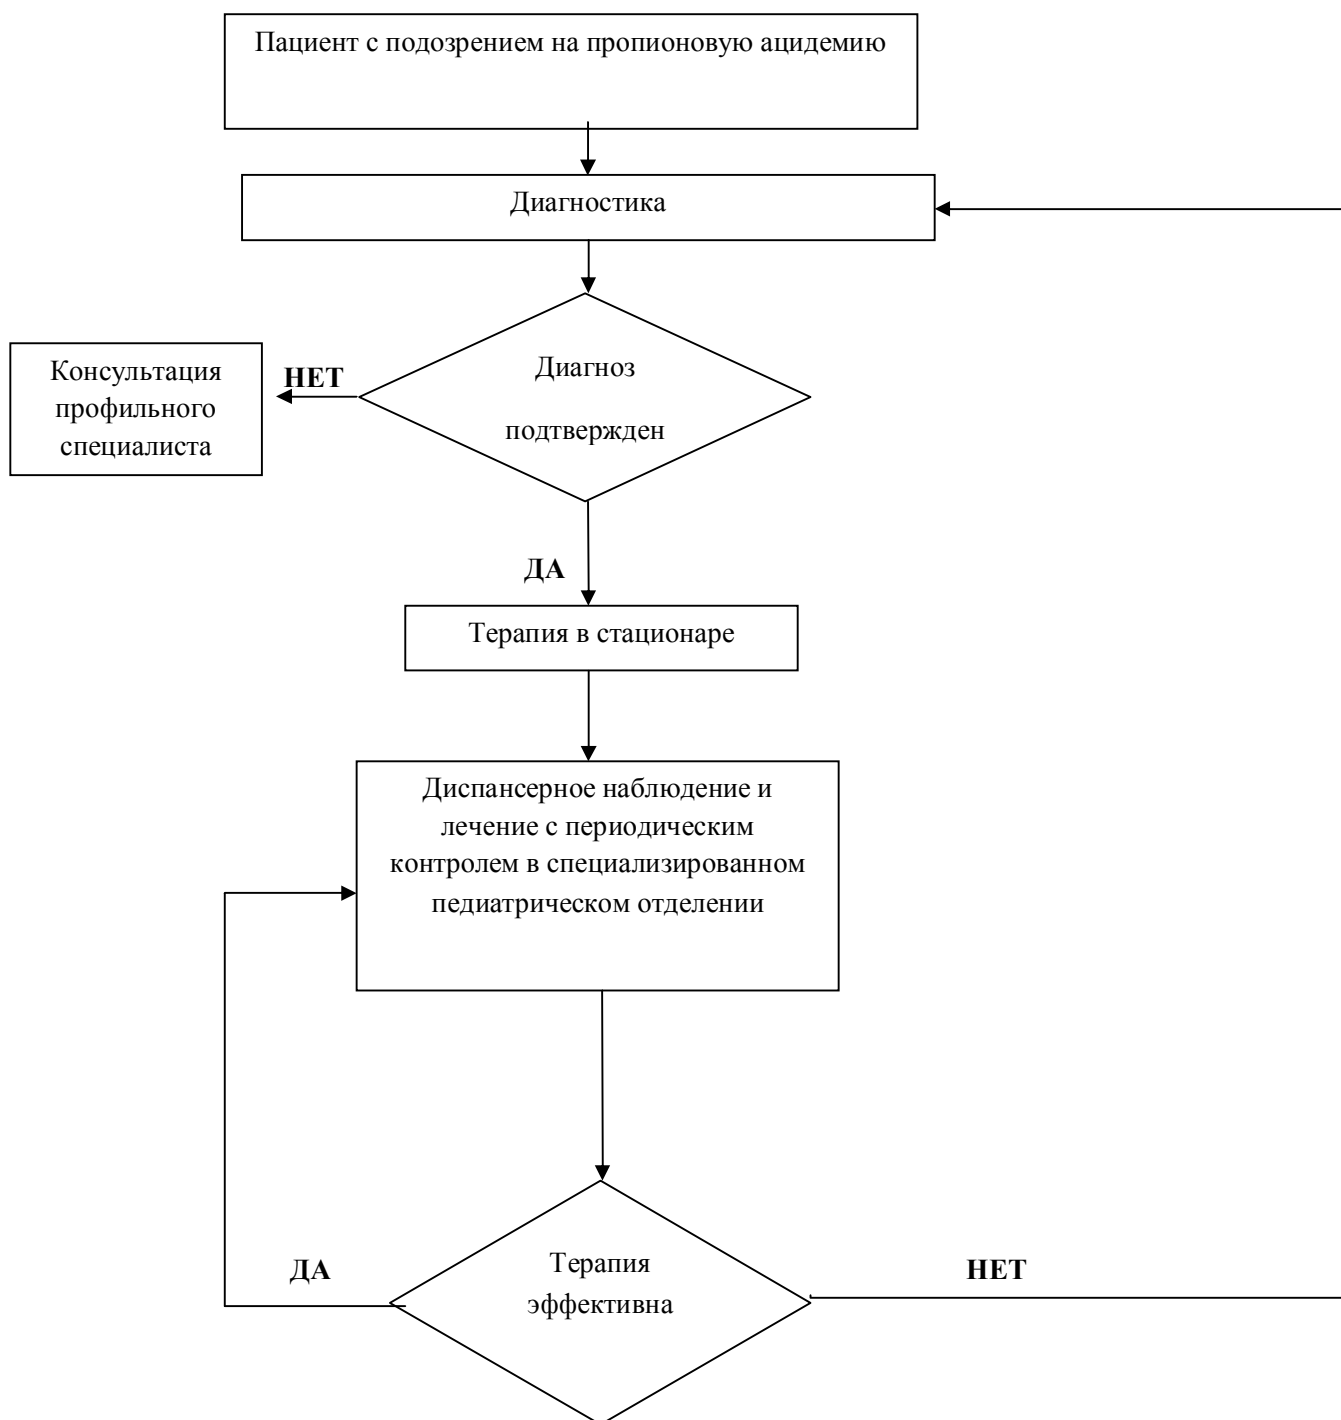 Пациент с подозрением на пропионовую ацидемию
Диагностика
Диагноз
подтвержден
НЕТ
Консультация
профильного
специалиста
ДА
Терапия в стационаре
Диспансерное наблюдение и
лечение с периодическим
контролем в специализированном
педиатрическом отделении
Терапия
эффективна
ДА
НЕТ